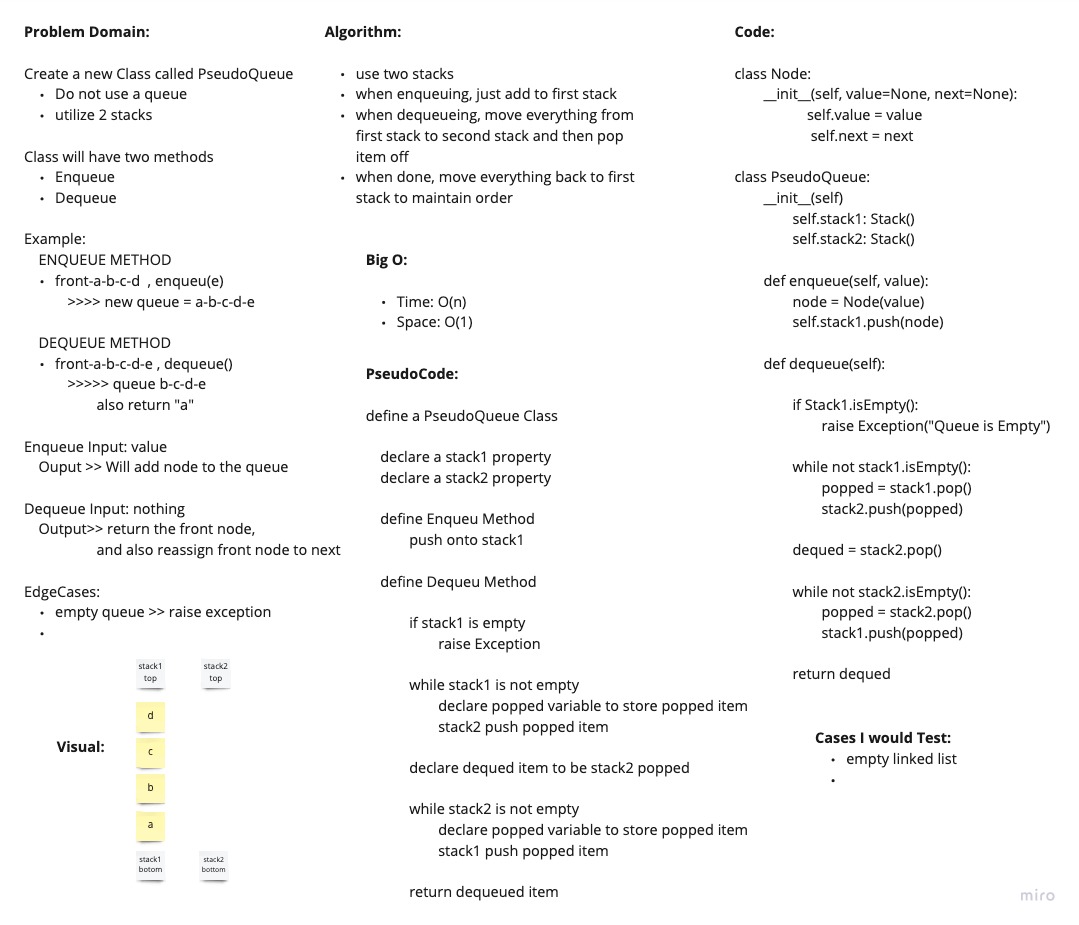 Problem Domain:
Create a new Class called PseudoQueue
• Do not use a queue
• utilize 2 stacks
Class will have two methods
• Enqueue
• Dequeue
Example:
ENQUEUE METHOD
• front-a-b-c-d , enqueu(e)
>>>> new queue = a-b-c-d-e
DEQUEUE METHOD
• front-a-b-c-d-e , dequeue()
>>>>> queue b-c-d-e
also return "a"
Enqueue Input: value
Ouput >> Will add node to the queue
Dequeue Input: nothing
Output>> return the front node,
and also reassign front node to next
EdgeCases:
• empty queue >> raise exception
•
Visual:
stack1
top
stack2
top
d
c
b
a
stack1
botom
stack2
bottom
Algorithm:
• use two stacks
• when enqueuing, just add to first stack
• when dequeueing, move everything from
first stack to second stack and then pop
item off
• when done, move everything back to first
stack to maintain order
Big O:
• Time: O(n)
• Space: O(1)
PseudoCode:
define a PseudoQueue Class
declare a stack1 property
declare a stack2 property
define Enqueu Method
push onto stack1
define Dequeu Method
if stack1 is empty
raise Exception
while stack1 is not empty
declare popped variable to store popped item
stack2 push popped item
declare dequed item to be stack2 popped
while stack2 is not empty
declare popped variable to store popped item
stack1 push popped item
return dequeued item
Code:
class Node:
__init__(self, value=None, next=None):
self.value = value
self.next = next
class PseudoQueue:
__init__(self)
self.stack1: Stack()
self.stack2: Stack()
def enqueue(self, value):
node = Node(value)
self.stack1.push(node)
def dequeue(self):
if Stack1.isEmpty():
raise Exception("Queue is Empty")
while not stack1.isEmpty():
popped = stack1.pop()
stack2.push(popped)
dequed = stack2.pop()
while not stack2.isEmpty():
popped = stack2.pop()
stack1.push(popped)
return dequed
Cases I would Test:
• empty linked list
•
miro